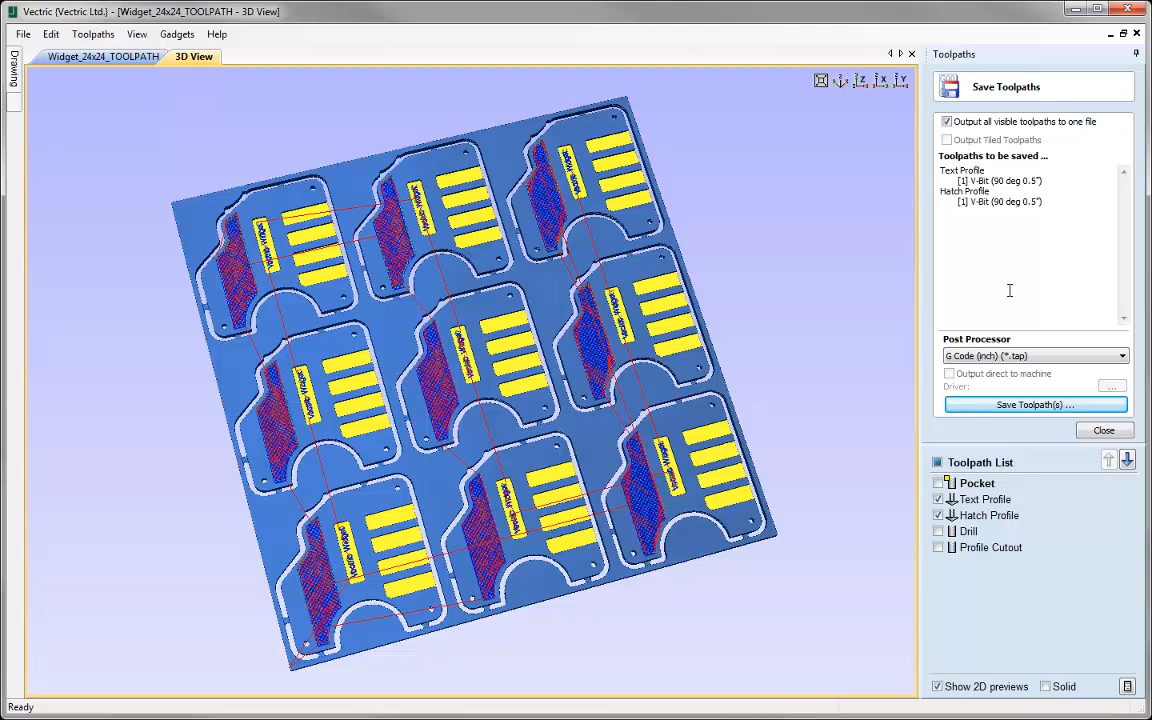 Vectric {Vectric Ltd.} - [Widget_24x24_TOOLPATH - 3D View]
File Edit Toolpaths View Gadgets Help
Drawing
Widget_24x24_TOOLPATH 3D View
Z X Y
Toolpaths
Save Toolpaths
Output all visible toolpaths to one file
Output Tiled Toolpaths
Toolpaths to be saved ...
Text Profile
[1] V-Bit (90 deg 0.5")
Hatch Profile
[1] V-Bit (90 deg 0.5")
Post Processor
G Code (inch) (*.tap)
Output direct to machine
Driver: ...
Save Toolpath(s) ...
Close
Toolpath List
Pocket
Text Profile
Hatch Profile
Drill
Profile Cutout
Show 2D previews Solid
Ready